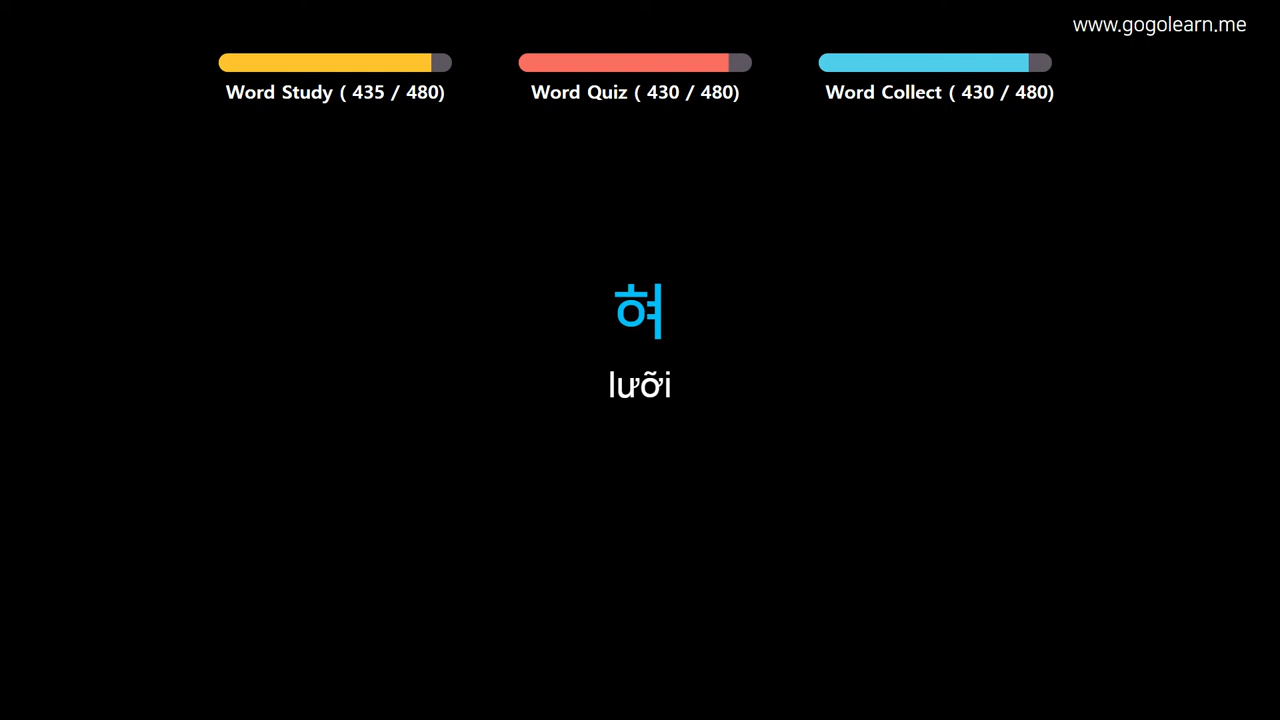 www.gogolearn.me
Word Study ( 435 / 480)
Word Quiz ( 430 / 480)
Word Collect ( 430 / 480)
혀
lưỡi